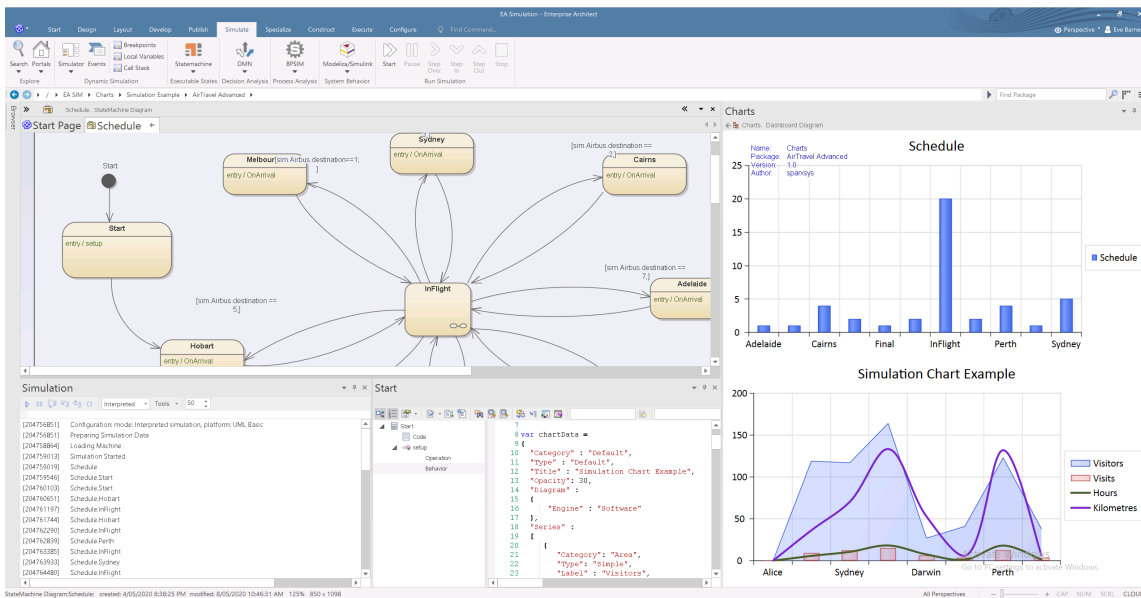 EA Simulation - Enterprise Architect
Start Design Layout Develop Publish Simulate Specialize Construct Execute Configure Find Command...
Perspective Eve Barne
Search Portals Simulator Events Breakpoints Local Variables Call Stack Statemachine DMN BPSIM Modelica/Simulink Start Pause Step Over Step In Step Out Stop
Explore Dynamic Simulation Executable States Decision Analysis Process Analysis System Behavior Run Simulation
/ EA SIM Charts Simulation Example AirTravel Advanced
Find Package
Browser
Schedule. :StateMachine Diagram
Start Page Schedule
Start
Start
entry / setup
Melbour[sim.Airbus.destination==1;
]
entry / OnArrival
Sydney
entry / OnArrival
[sim.Airbus.destination ==
2;]
Cairns
entry / OnArrival
[sim.Airbus.destination ==
7;]
Adelaide
entry / OnArrival
InFlight
[sim.Airbus.destination ==
5;]
Hobart
entry / OnArrival
Charts
Charts. Dashboard Diagram
Name: Charts
Package: AirTravel Advanced
Version: 1.0
Author: sparxsys
Schedule
25
20
15
10
5
0
Adelaide Cairns Final InFlight Perth Sydney
Schedule
Simulation Chart Example
200
150
100
50
0
Alice Sydney Darwin Perth
Visitors
Visits
Hours
Kilometres
Activate Windows
Go to PC settings to activate Windows.
Simulation
Interpreted Tools 50
[204756851] Configuration: mode: Interpreted simulation, platform: UML Basic
[204756851] Preparing Simulation Data
[204758864] Loading Machine
[204759013] Simulation Started
[204759019] Schedule
[204759546] Schedule.Start
[204760103] Schedule.Start
[204760651] Schedule.Hobart
[204761197] Schedule.InFlight
[204761744] Schedule.Hobart
[204762290] Schedule.InFlight
[204762839] Schedule.Perth
[204763385] Schedule.InFlight
[204763933] Schedule.Sydney
[204764480] Schedule.InFlight
Start
Start
Code
setup
Operation
Behavior
7
8 var chartData =
9 {
10 "Category" : "Default",
11 "Type" : "Default",
12 "Title" : "Simulation Chart Example",
13 "Opacity": 30,
14 "Diagram" :
15 {
16 "Engine" : "Software"
17 },
18 "Series" :
19 [
20 {
21 "Category": "Area",
22 "Type": "Simple",
23 "Label" : "Visitors",
StateMachine Diagram:Schedule: created: 4/05/2020 8:38:25 PM modified: 8/05/2020 10:46:31 AM 125% 850 x 1098
All Perspectives CAP NUM SCRL CLOUD